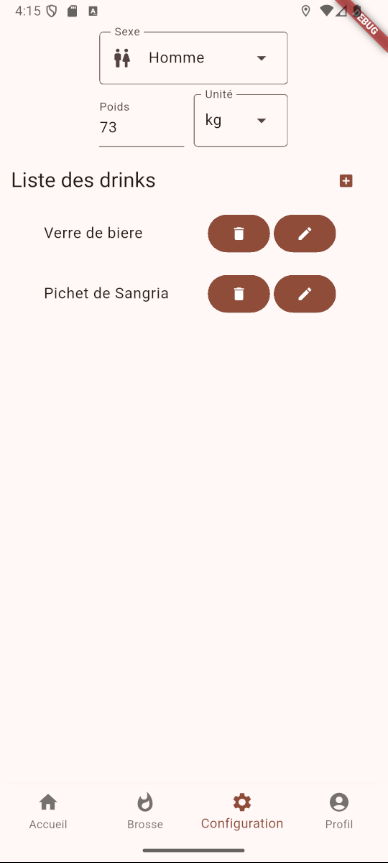 4:15
EBUG
Sexe
Homme
Poids
73
Unité
kg
Liste des drinks
Verre de biere
Pichet de Sangria
Accueil
Brosse
Configuration
Profil